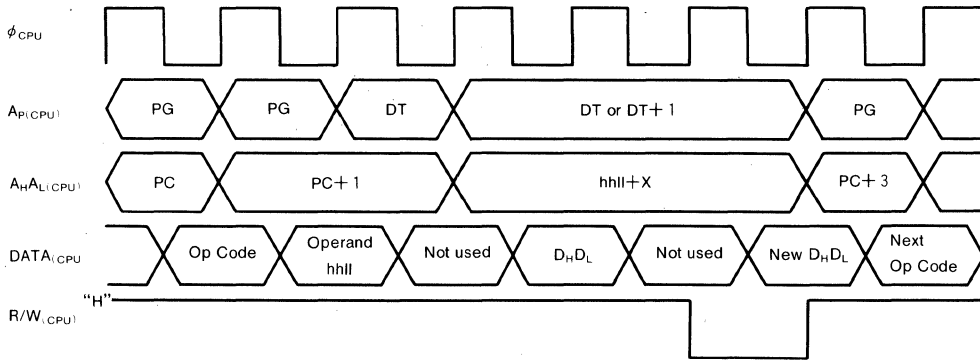 ϕCPU
AP(CPU) PG PG DT DT or DT+1 PG
AHAL(CPU) PC PC+1 hhll+X PC+3
DATA(CPU Op Code Operand hhll Not used DHDL Not used New DHDL Next Op Code
"H"
R/W(CPU)